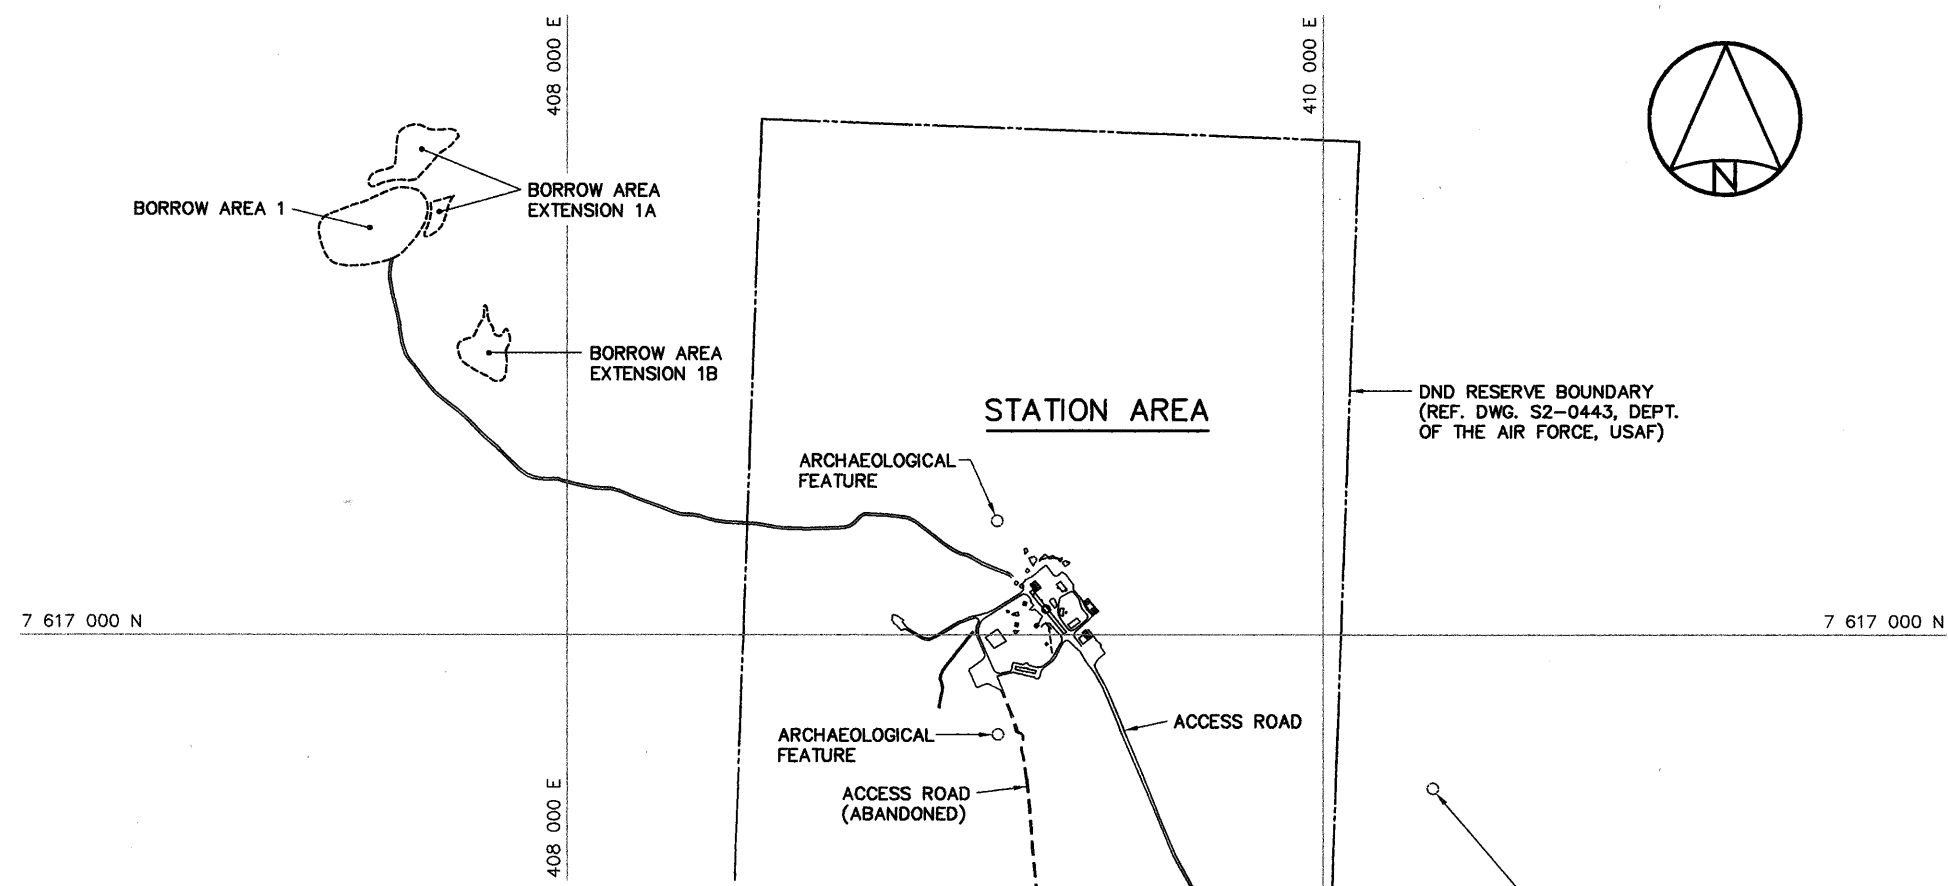 408 000 E
410 000 E
N
BORROW AREA
EXTENSION 1A
BORROW AREA 1
BORROW AREA
EXTENSION 1B
DND RESERVE BOUNDARY
(REF. DWG. S2-0443, DEPT.
OF THE AIR FORCE, USAF)
STATION AREA
ARCHAEOLOGICAL
FEATURE
7 617 000 N
7 617 000 N
ACCESS ROAD
ARCHAEOLOGICAL
FEATURE
ACCESS ROAD
(ABANDONED)
408 000 E